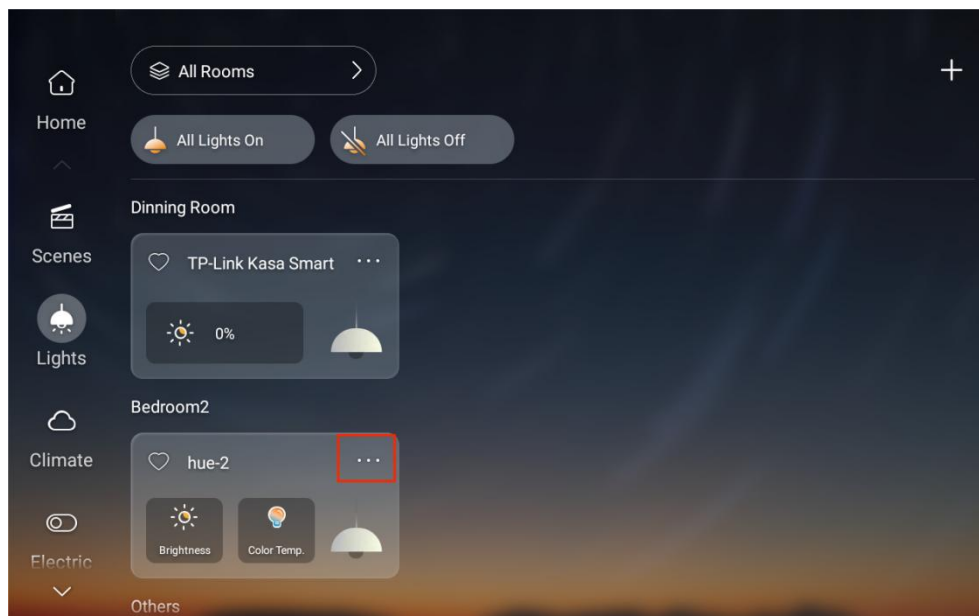 Home
Scenes
Lights
Climate
Electric
All Rooms
All Lights On
All Lights Off
Dinning Room
TP-Link Kasa Smart
0%
Bedroom2
hue-2
Brightness
Color Temp.
Others